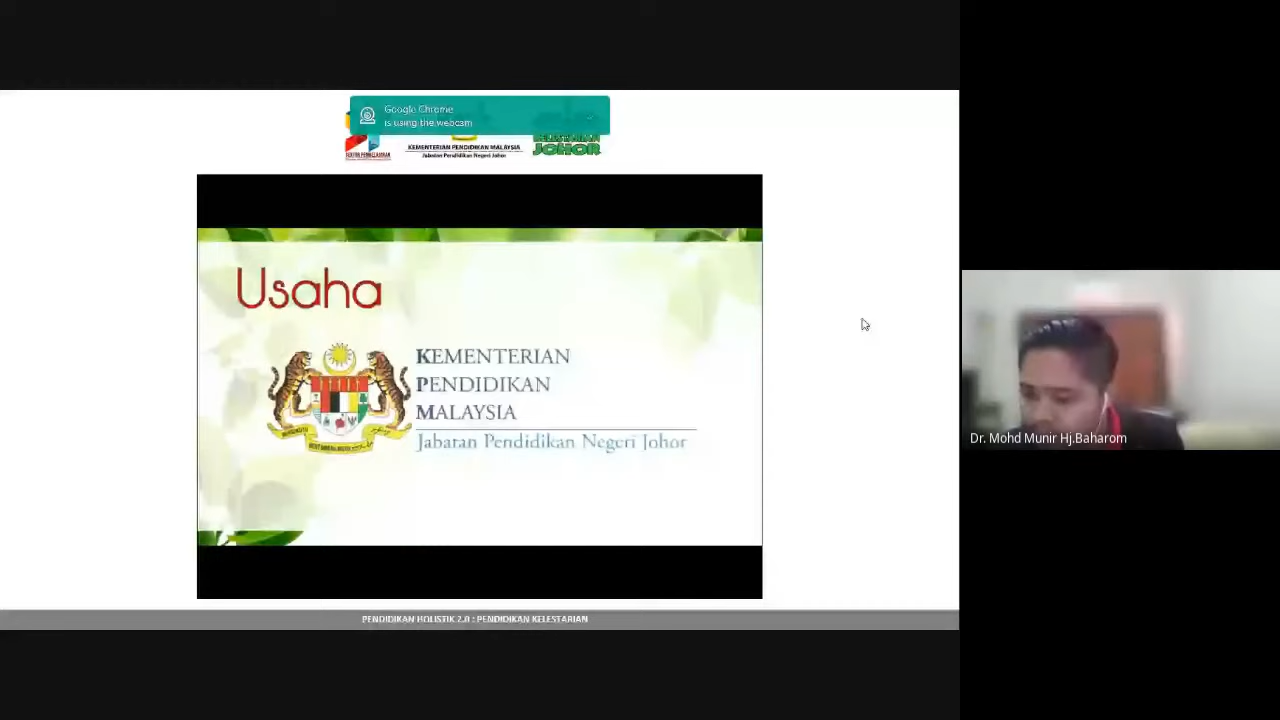 Google Chrome
is using the webcam
KEMENTERIAN PENDIDIKAN MALAYSIA
Jabatan Pendidikan Negeri Johor
JOHOR
Usaha
KEMENTERIAN
PENDIDIKAN
MALAYSIA
Jabatan Pendidikan Negeri Johor
Dr. Mohd Munir Hj.Baharom
PENDIDIKAN HOLISTIK 2.0 : PENDIDIKAN KELESTARIAN